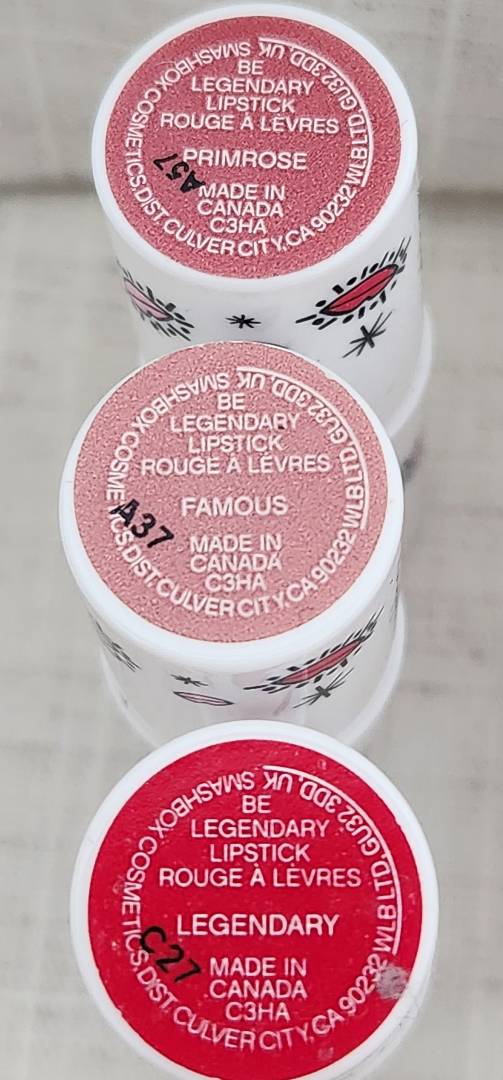 SMASHBOX COSMETICS.DIST. CULVER CITY,CA 90232 WLB LTD,GU32 3DD,UK
BE
LEGENDARY
LIPSTICK
ROUGE À LÈVRES
PRIMROSE
A57
MADE IN
CANADA
C3HA
SMASHBOX COSMETICS.DIST. CULVER CITY,CA 90232 WLB LTD,GU32 3DD,UK
BE
LEGENDARY
LIPSTICK
ROUGE À LÈVRES
FAMOUS
A37
MADE IN
CANADA
C3HA
SMASHBOX COSMETICS.DIST. CULVER CITY,CA 90232 WLB LTD,GU32 3DD,UK
BE
LEGENDARY
LIPSTICK
ROUGE À LÈVRES
LEGENDARY
C27
MADE IN
CANADA
C3HA